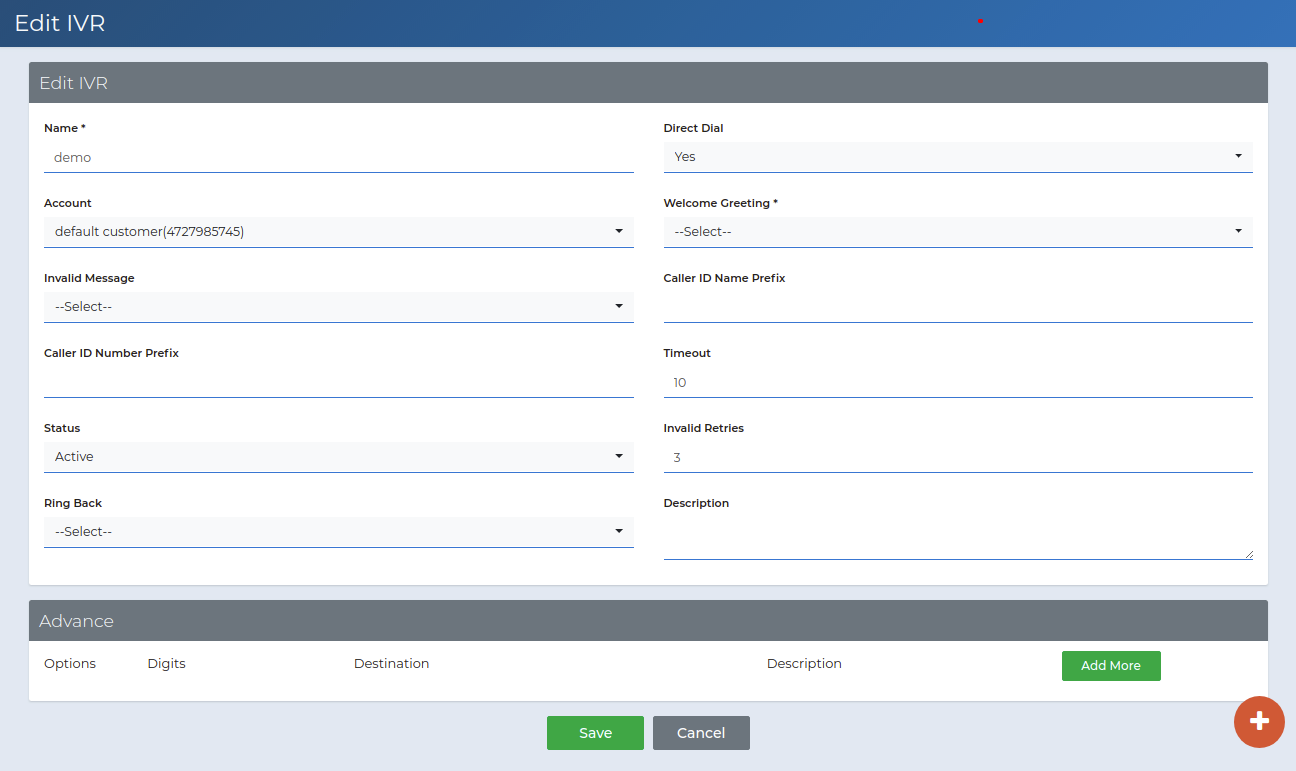 Edit IVR
Edit IVR
Name *
Direct Dial
demo
Yes
Account
Welcome Greeting *
default customer(4727985745)
--Select--
Invalid Message
Caller ID Name Prefix
--Select--
Caller ID Number Prefix
Timeout
10
Status
Invalid Retries
Active
3
Ring Back
Description
--Select--
Advance
Options Digits Destination Description Add More
Save Cancel